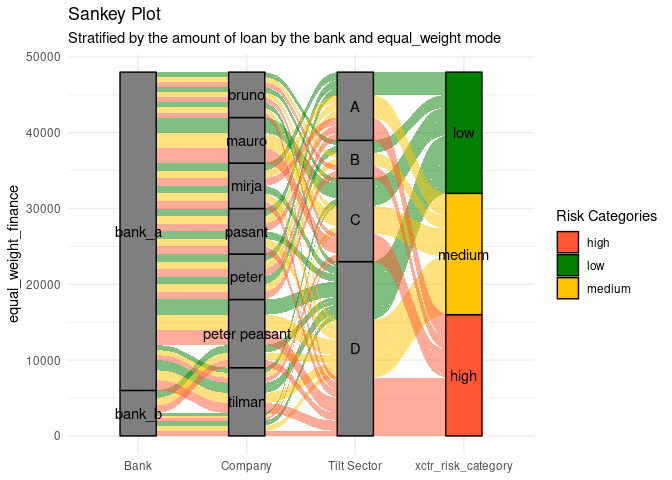 Sankey Plot
Stratified by the amount of loan by the bank and equal_weight mode
equal_weight_finance
50000
40000
30000
20000
10000
0
bank_a
bank_b
bruno
mauro
mirja
pasant
peter
peter peasant
tilman
A
B
C
D
low
medium
high
Bank
Company
Tilt Sector
xctr_risk_category
Risk Categories
high
low
medium